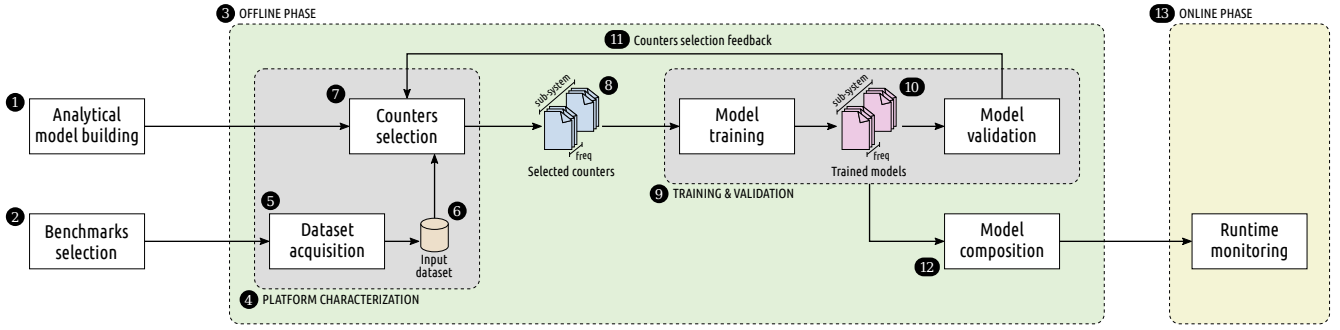 3 OFFLINE PHASE
13 ONLINE PHASE
11 Counters selection feedback
1
Analytical
model building
7
Counters
selection
sub-system
8
freq
Selected counters
Model
training
sub-system
10
freq
Trained models
Model
validation
9 TRAINING & VALIDATION
2
Benchmarks
selection
5
Dataset
acquisition
6
Input
dataset
4 PLATFORM CHARACTERIZATION
Model
composition
12
Runtime
monitoring